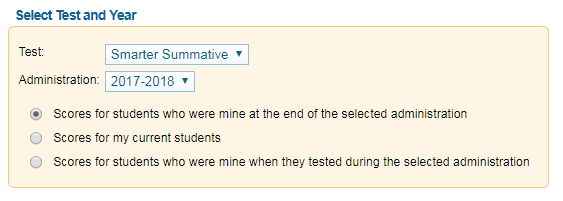 Select Test and Year
Test: Smarter Summative
Administration: 2017-2018
Scores for students who were mine at the end of the selected administration
Scores for my current students
Scores for students who were mine when they tested during the selected administration